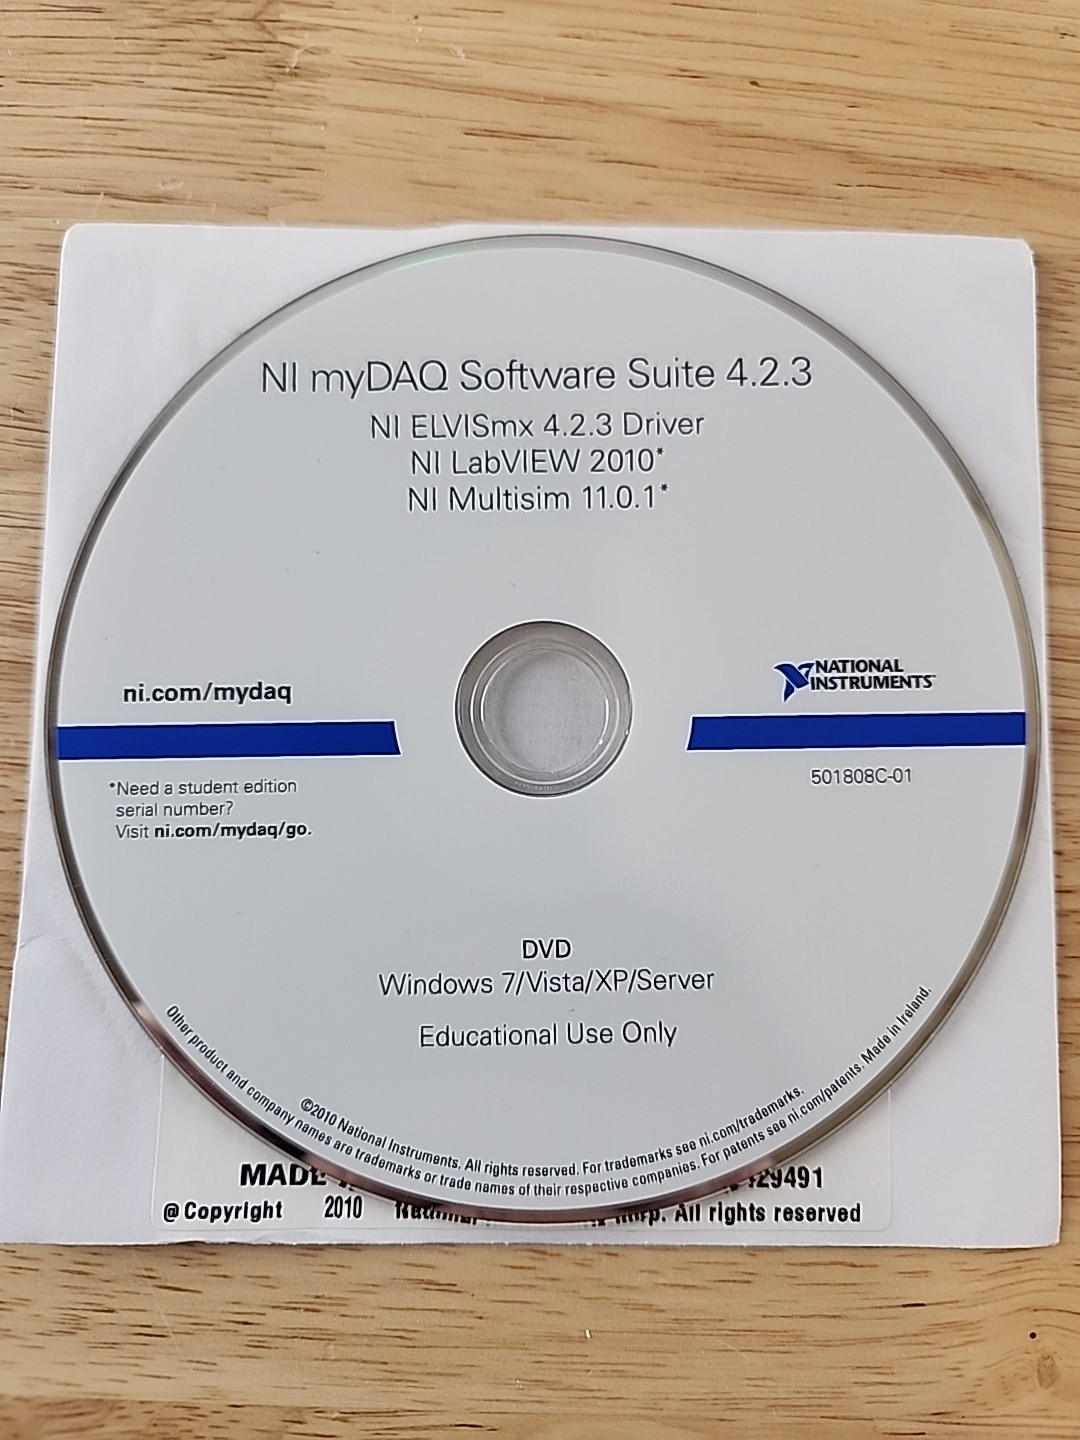 NI myDAQ Software Suite 4.2.3
NI ELVISmx 4.2.3 Driver
NI LabVIEW 2010*
NI Multisim 11.0.1*
ni.com/mydaq
NATIONAL
INSTRUMENTS™
*Need a student edition
serial number?
Visit ni.com/mydaq/go.
501808C-01
DVD
Windows 7/Vista/XP/Server
Educational Use Only
©2010 National Instruments. All rights reserved. For trademarks see ni.com/trademarks.
Other product and company names are trademarks or trade names of their respective companies. For patents see ni.com/patents. Made in Ireland.
MADE 29491
@ Copyright 2010 All rights reserved